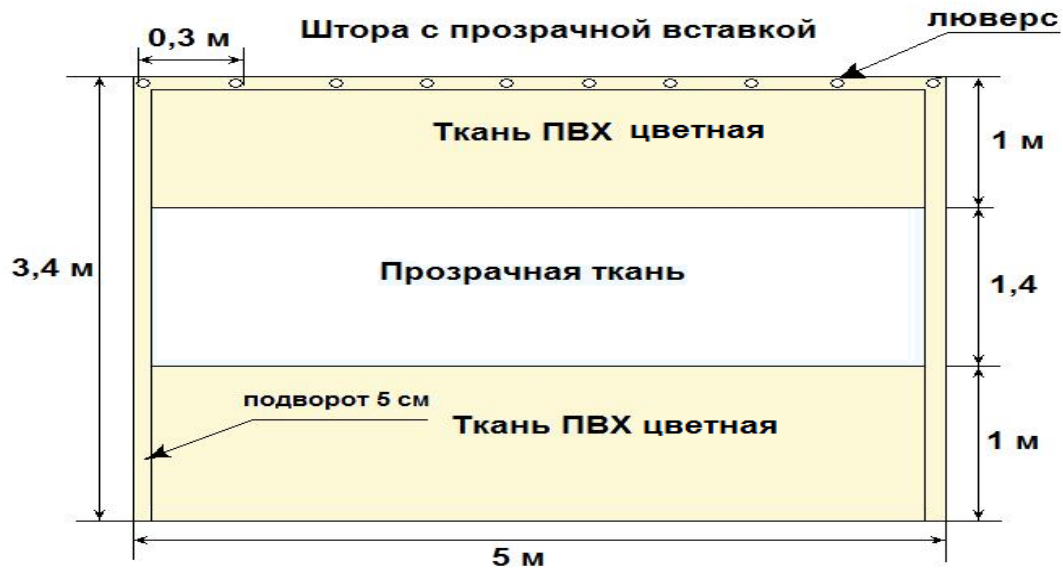 Штора с прозрачной вставкой
люверс
0,3 м
Ткань ПВХ цветная
1 м
3,4 м
Прозрачная ткань
1,4
подворот 5 см
Ткань ПВХ цветная
1 м
5 м